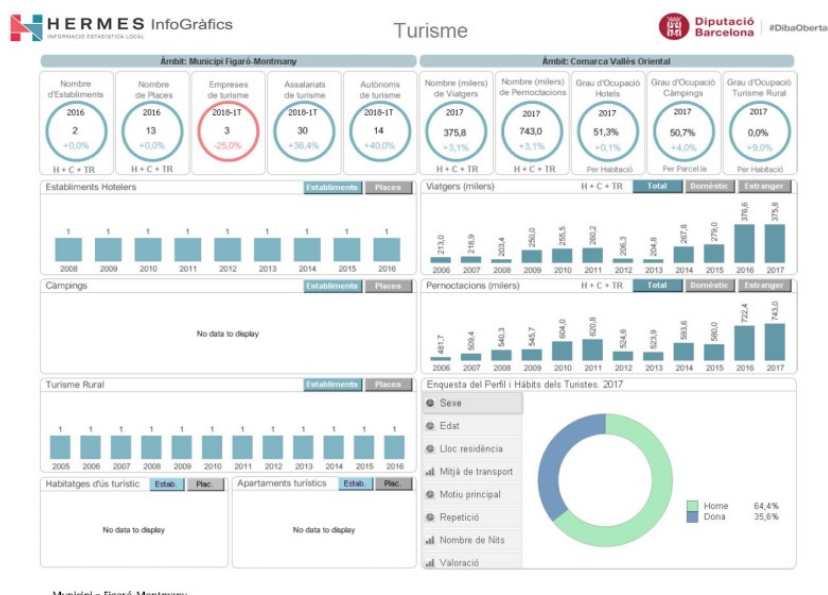 HERMES InfoGràfics
INFORMACIÓ ESTADÍSTICA LOCAL
Turisme
Diputació
Barcelona
#DibaOberta
Àmbit: Municipi Figaró-Montmany
Nombre
d'Establiments
2016
2
+0,0%
H + C + TR
Nombre
de Places
2016
13
+0,0%
H + C + TR
Empreses
de turisme
2018-1T
3
-25,0%
Assalariats
de turisme
2018-1T
30
+36,4%
Autònoms
de turisme
2018-1T
14
+40,0%
Àmbit: Comarca Vallès Oriental
Nombre (milers)
de Viatgers
2017
375,8
+3,1%
H + C + TR
Nombre (milers)
de Pernoctacions
2017
743,0
+3,1%
H + C + TR
Grau d'Ocupació
Hotels
2017
51,3%
+0,1%
Per Habitació
Grau d'Ocupació
Càmpings
2017
50,7%
+4,0%
Per Parcel.la
Grau d'Ocupació
Turisme Rural
2017
0,0%
+9,0%
Per Habitació
Establiments Hotelers Establiments Places
1 1 1 1 1 1 1 1 1
2008 2009 2010 2011 2012 2013 2014 2015 2016
Càmpings Establiments Places
No data to display
Turisme Rural Establiments Places
1 1 1 1 1 1 1 1 1 1 1 1
2005 2006 2007 2008 2009 2010 2011 2012 2013 2014 2015 2016
Habitatges d'ús turístic Estab. Plac.
No data to display
Apartaments turístics Estab. Plac.
No data to display
Viatgers (milers) H + C + TR Total Domèstic Estranger
213,0 218,9 203,4 250,0 255,5 260,2 206,3 204,8 267,8 279,0 376,6 375,8
2006 2007 2008 2009 2010 2011 2012 2013 2014 2015 2016 2017
Pernoctacions (milers) H + C + TR Total Domèstic Estranger
481,7 509,4 540,3 545,7 604,0 620,8 524,6 523,9 593,6 580,0 722,4 743,0
2006 2007 2008 2009 2010 2011 2012 2013 2014 2015 2016 2017
Enquesta del Perfil i Hàbits dels Turistes. 2017
Sexe
Edat
Lloc residència
Mitjà de transport
Motiu principal
Repetició
Nombre de Nits
Valoració
Home 64,4%
Dona 35,6%